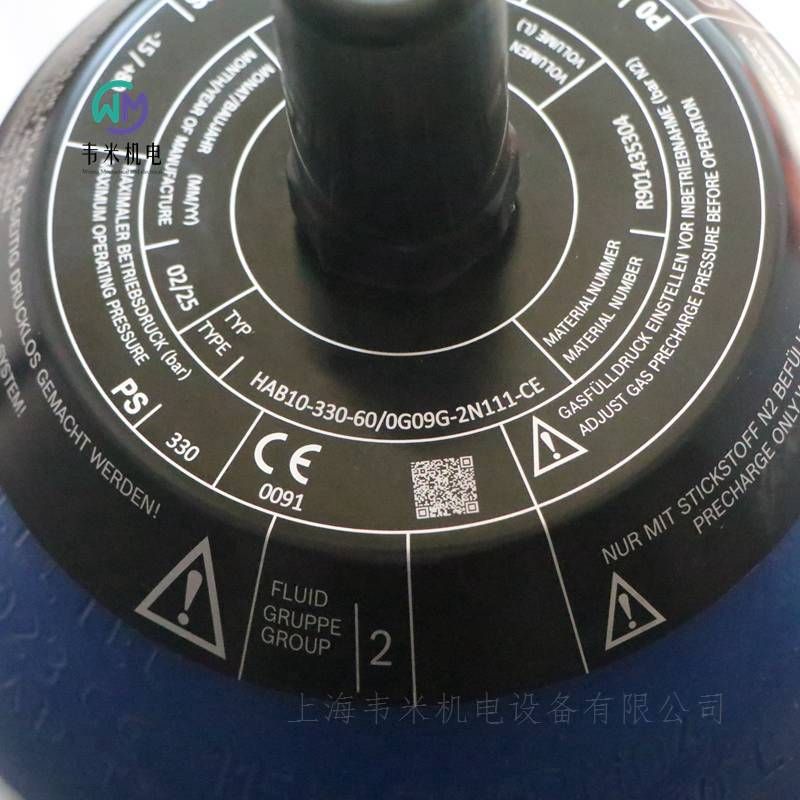 -15 /
P0
MONAT/BAUJAHR (MM/YY)
MONTH/YEAR OF MANUFACTURE
02/25
VOLUMEN
VOLUME (L)
TYP
TYPE
HAB10-330-60/0G09G-2N111-CE
MATERIALNUMMER
MATERIAL NUMBER
R901435304
MAXIMALER BETRIEBSDRUCK (bar)
MAXIMUM OPERATING PRESSURE
PS
330
CE
0091
GASFÜLLDRUCK EINSTELLEN VOR INBETRIEBNAHME (bar N2)
ADJUST GAS PRECHARGE PRESSURE BEFORE OPERATION
DRUCKLOS GEMACHT WERDEN!
SYSTEM!
FLUID
GRUPPE
GROUP
2
NUR MIT STICKSTOFF N2
PRECHARGE ONLY
WM
韦米机电
上海韦米机电设备有限公司